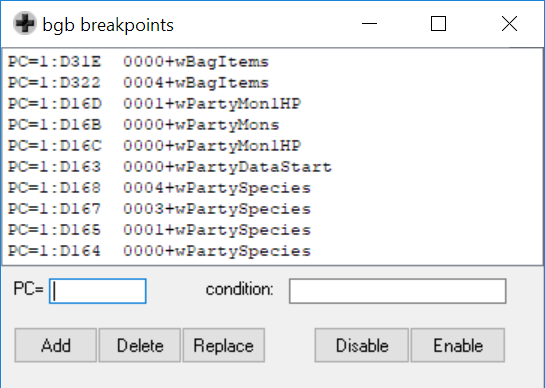 bgb breakpoints
PC=1:D31E 0000+wBagItems
PC=1:D322 0004+wBagItems
PC=1:D16D 0001+wPartyMon1HP
PC=1:D16B 0000+wPartyMons
PC=1:D16C 0000+wPartyMon1HP
PC=1:D163 0000+wPartyDataStart
PC=1:D168 0004+wPartySpecies
PC=1:D167 0003+wPartySpecies
PC=1:D165 0001+wPartySpecies
PC=1:D164 0000+wPartySpecies
PC= condition:
Add Delete Replace Disable Enable